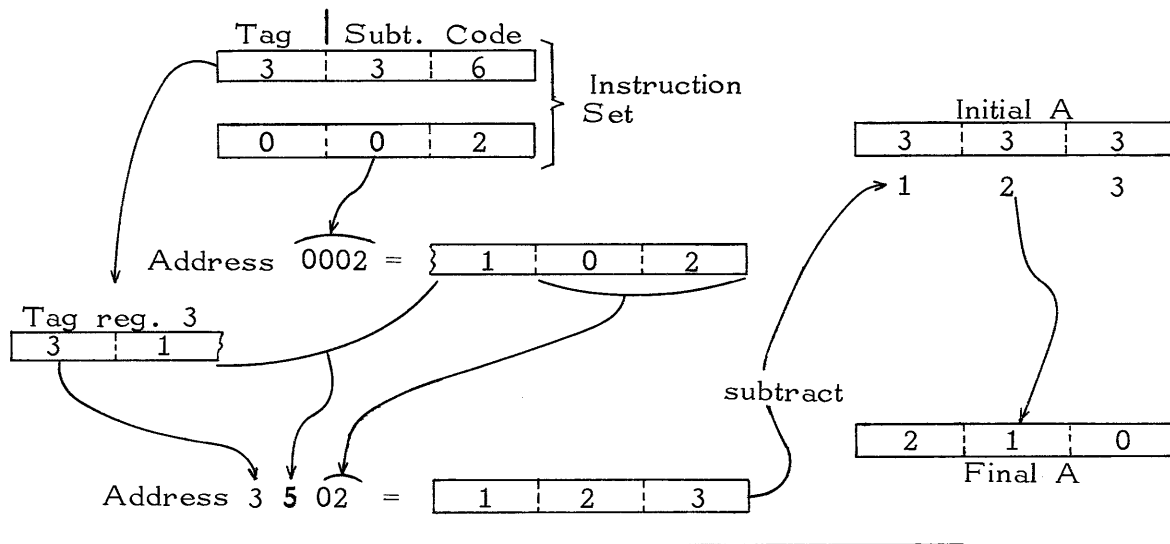 Tag | Subt. Code
3 3 6
Instruction
Set
0 0 2
Initial A
3 3 3
1 2 3
Address 0002 = 1 0 2
Tag reg. 3
3 1
subtract
2 1 0
Final A
Address 3 5 02 = 1 2 3